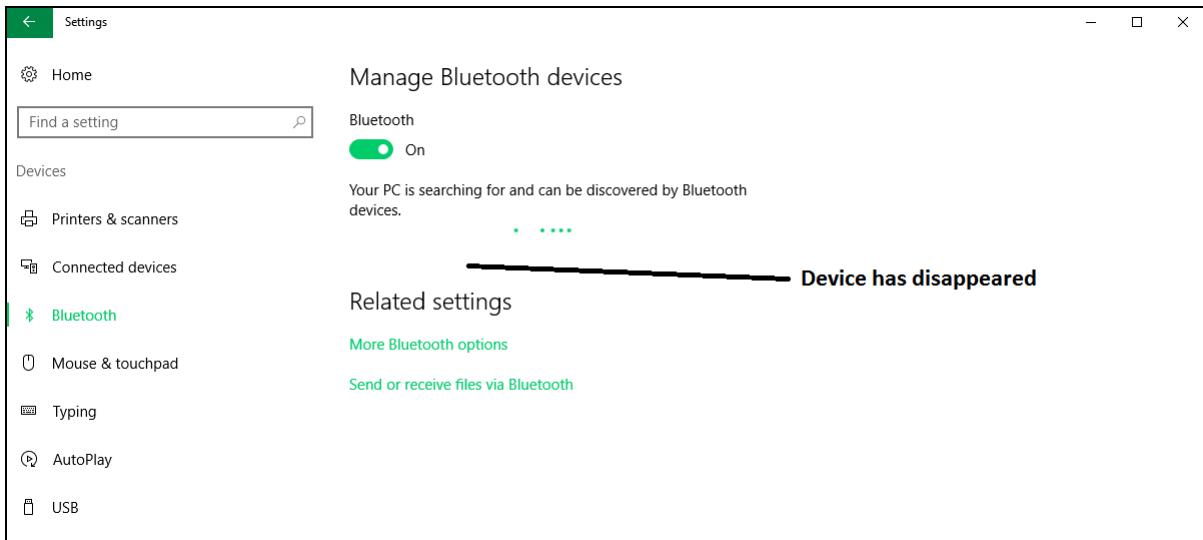 Settings
Home
Find a setting
Devices
Printers & scanners
Connected devices
Bluetooth
Mouse & touchpad
Typing
AutoPlay
USB
Manage Bluetooth devices
Bluetooth
On
Your PC is searching for and can be discovered by Bluetooth
devices.
Device has disappeared
Related settings
More Bluetooth options
Send or receive files via Bluetooth